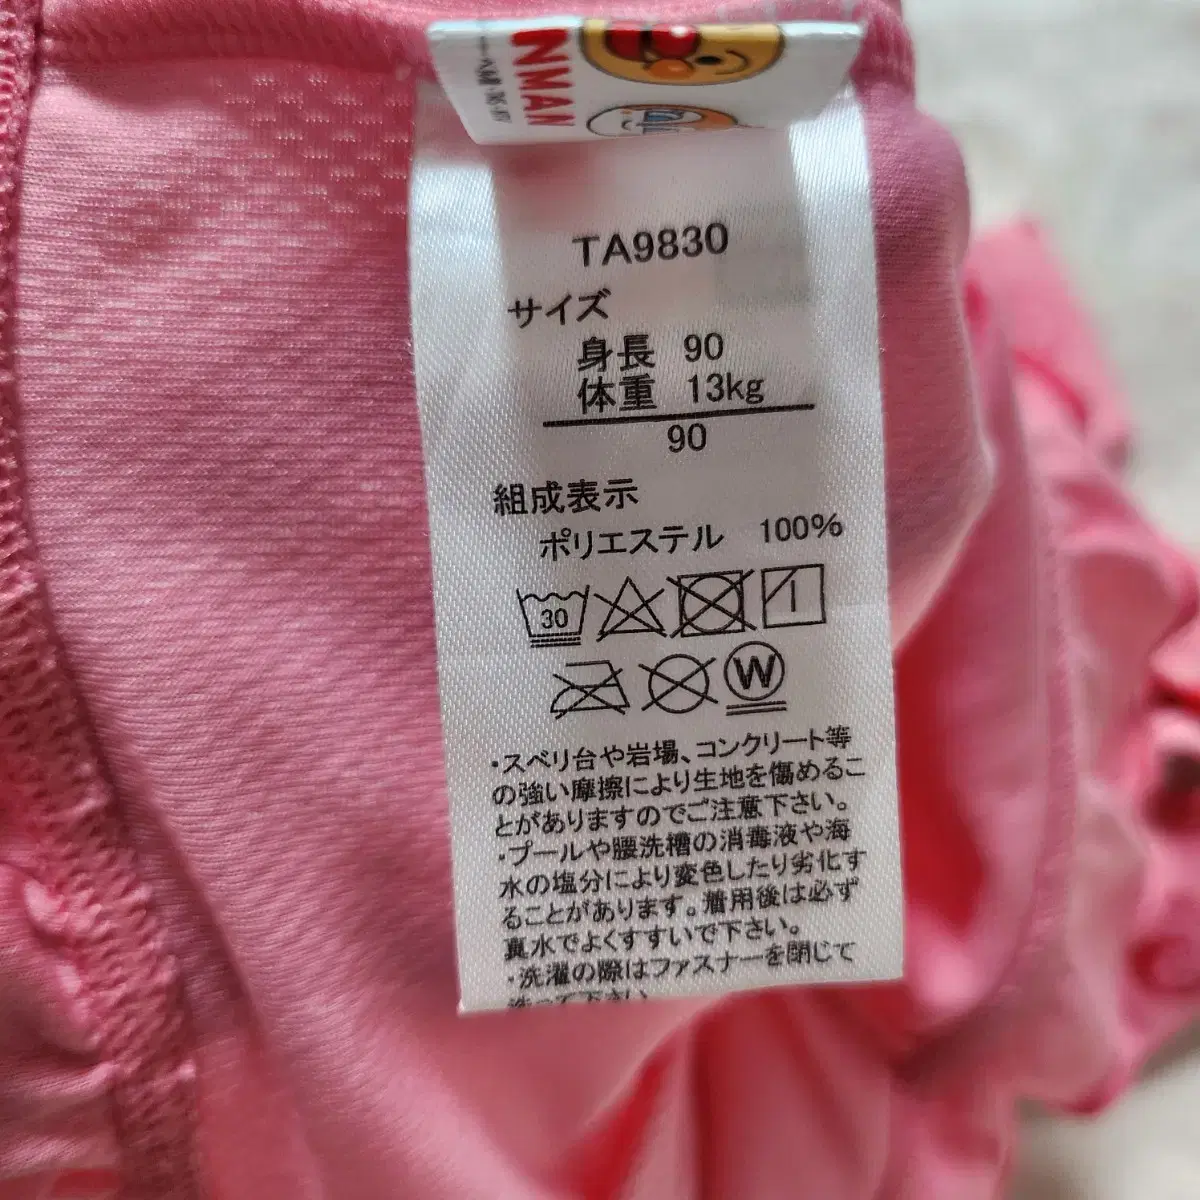 NMAN
TA9830
サイズ
身長 90
体重 13kg
90
組成表示
ポリエステル 100%
30
W
・スベリ台や岩場、コンクリート等
の強い摩擦により生地を傷めるこ
とがありますのでご注意下さい。
・プールや腰洗槽の消毒液や海
水の塩分により変色したり劣化す
ることがあります。着用後は必ず
真水でよくすすいで下さい。
・洗濯の際はファスナーを閉じて
洗って下さい